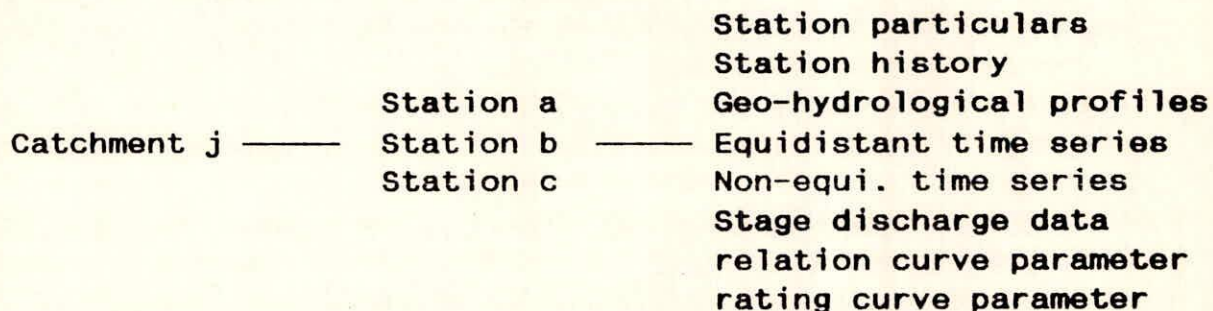 Station particulars
Station history
Station a Geo-hydrological profiles
Catchment j —— Station b —— Equidistant time series
Station c Non-equi. time series
Stage discharge data
relation curve parameter
rating curve parameter